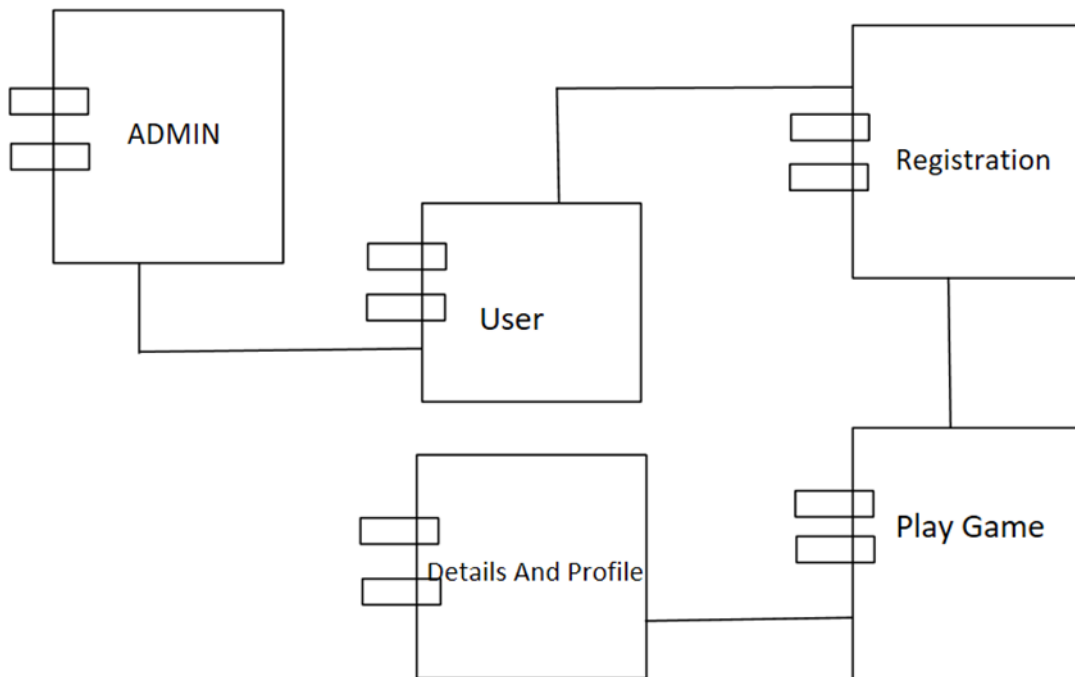 ADMIN
Registration
User
Play Game
Details And Profile